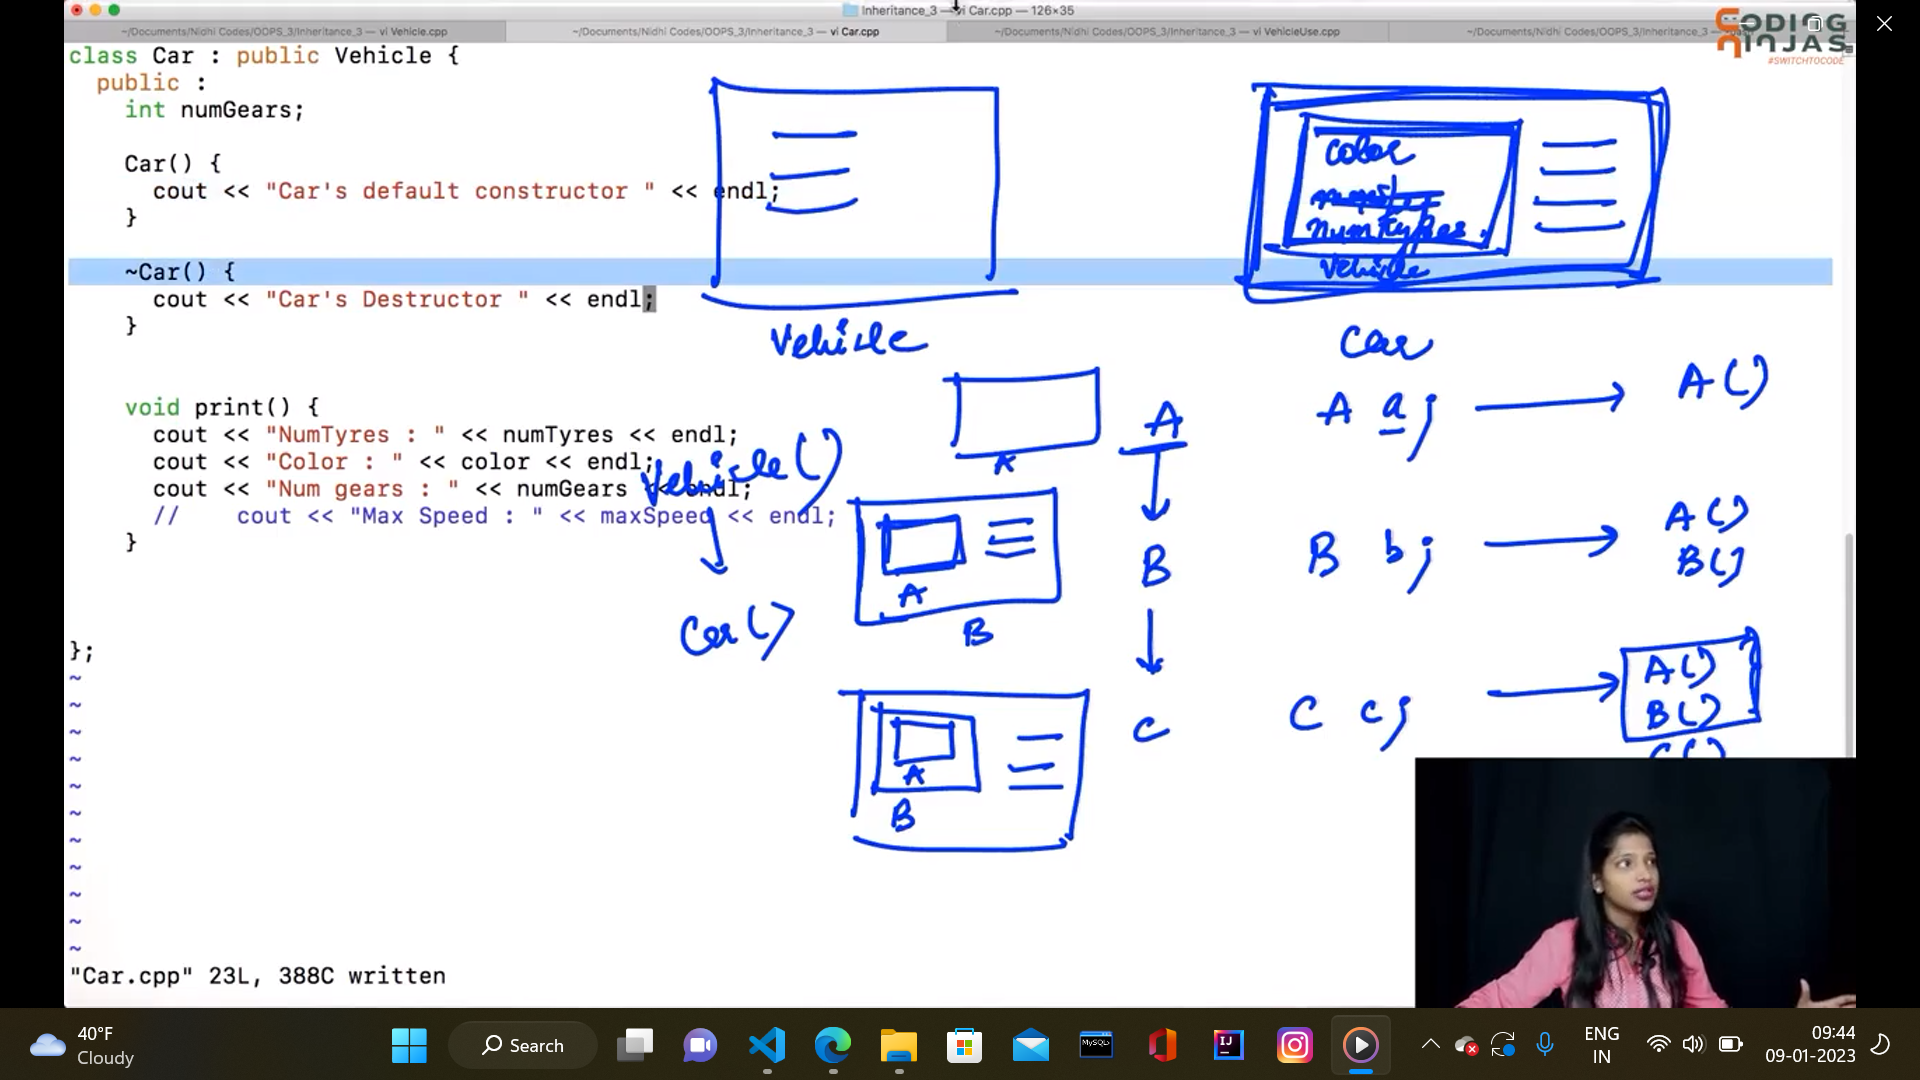 Inheritance_3 — vi Car.cpp — 126×35
~/Documents/Nidhi Codes/OOPS_3/Inheritance_3 — vi Vehicle.cpp
~/Documents/Nidhi Codes/OOPS_3/Inheritance_3 — vi Car.cpp
~/Documents/Nidhi Codes/OOPS_3/Inheritance_3 — vi VehicleUse.cpp
~/Documents/Nidhi Codes/OOPS_3/Inheritance_3 —
CODING
NINJAS
#SWITCHTOCODE
class Car : public Vehicle {
public :
int numGears;
Car() {
cout << "Car's default constructor " << endl;
}
~Car() {
cout << "Car's Destructor " << endl;
}
void print() {
cout << "NumTyres : " << numTyres << endl;
cout << "Color : " << color << endl;
cout << "Num gears : " << numGears << endl;
// cout << "Max Speed : " << maxSpeed << endl;
}
};
~
~
~
~
~
~
~
~
~
~
~
"Car.cpp" 23L, 388C written
Vehicle
color
numTyres
Vehicle
Car
Vehicle()
Car()
A
A
B
A
B
A
B
C
A a; A()
B b; A()
B()
C c; A()
B()
C()
40°F
Cloudy
Search
MySQL
IJ
ENG
IN
09:44
09-01-2023